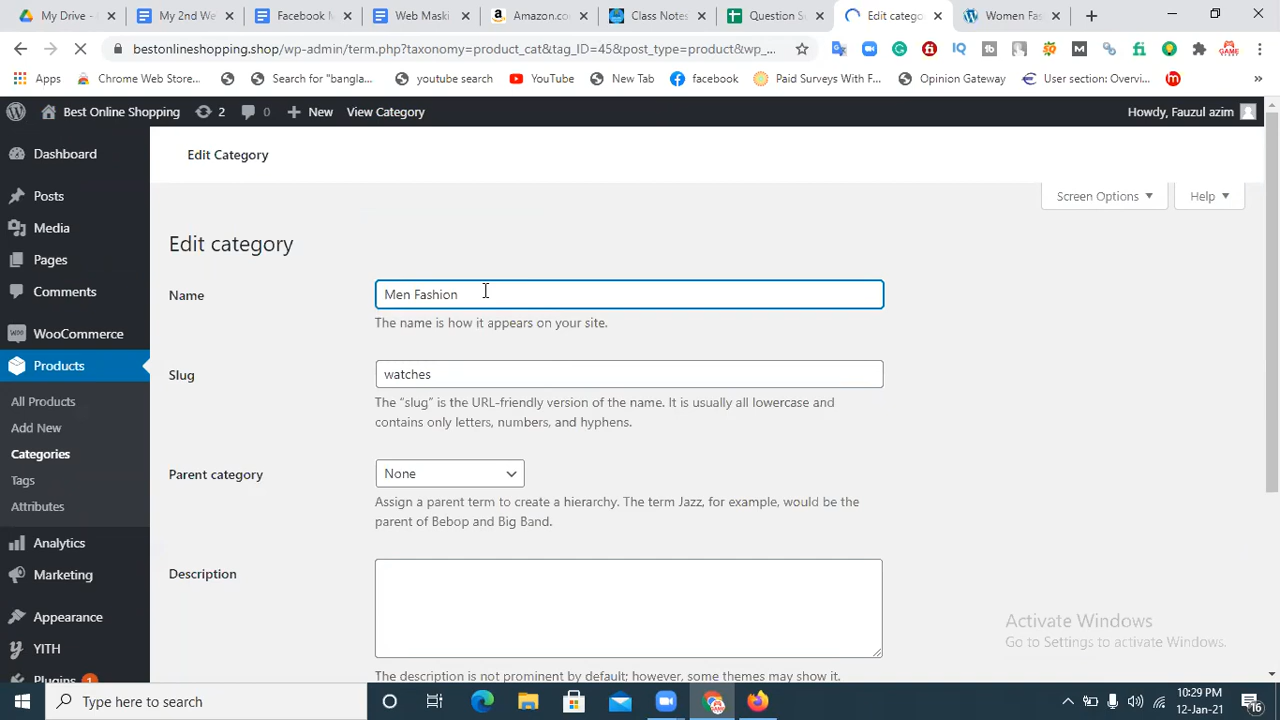 My Drive -
My 2nd We
Facebook M
Web Maski
Amazon.co
Class Notes
Question S
Edit catego
Women Fas
bestonlineshopping.shop/wp-admin/term.php?taxonomy=product_cat&tag_ID=45&post_type=product&wp_...
Apps
Chrome Web Store...
Search for "bangla...
youtube search
YouTube
New Tab
facebook
Paid Surveys With F...
Opinion Gateway
User section: Overvi...
»
Best Online Shopping
2
0
New
View Category
Howdy, Fauzul azim
Dashboard
Posts
Media
Pages
Comments
WooCommerce
Products
All Products
Add New
Categories
Tags
Attributes
Analytics
Marketing
Appearance
YITH
Plugins 1
Edit Category
Screen Options
Help
Edit category
Name
Men Fashion
The name is how it appears on your site.
Slug
watches
The “slug” is the URL-friendly version of the name. It is usually all lowercase and
contains only letters, numbers, and hyphens.
Parent category
None
Assign a parent term to create a hierarchy. The term Jazz, for example, would be the
parent of Bebop and Big Band.
Description
The description is not prominent by default; however, some themes may show it.
Activate Windows
Go to Settings to activate Windows.
Type here to search
10:29 PM
12-Jan-21
16